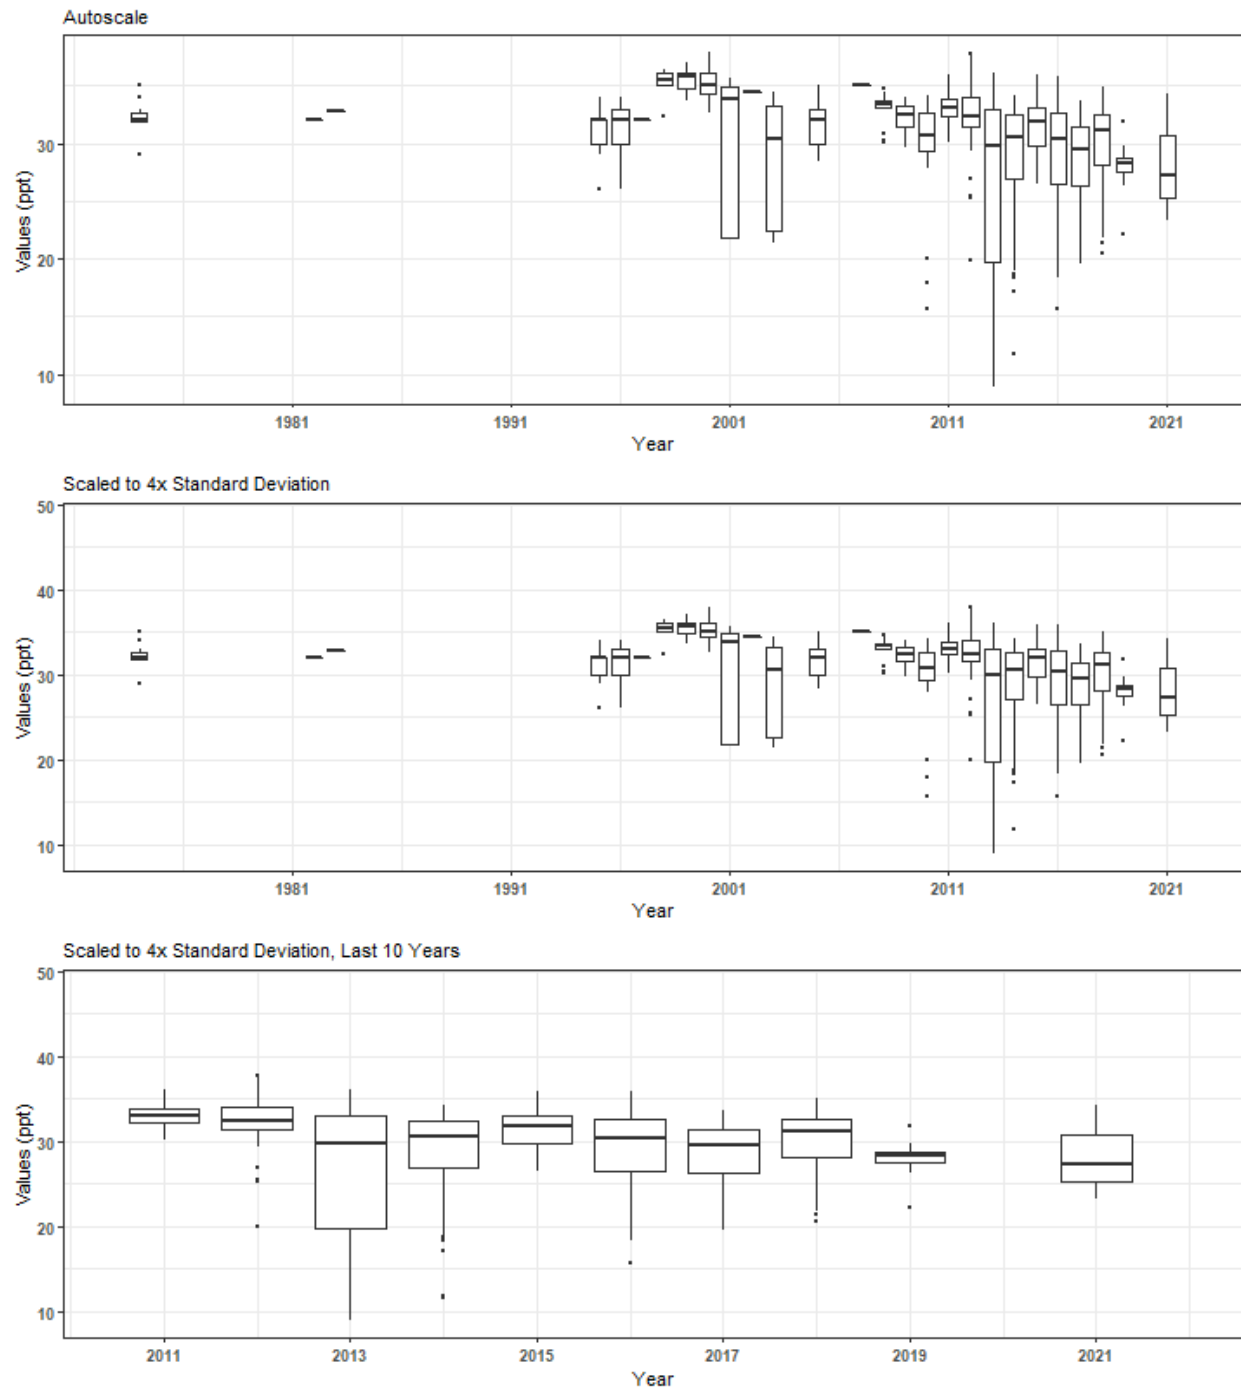 Autoscale
Values (ppt)
30
20
10
1981 1991 2001 2011 2021
Year
Scaled to 4x Standard Deviation
Values (ppt)
50
40
30
20
10
1981 1991 2001 2011 2021
Year
Scaled to 4x Standard Deviation, Last 10 Years
Values (ppt)
50
40
30
20
10
2011 2013 2015 2017 2019 2021
Year